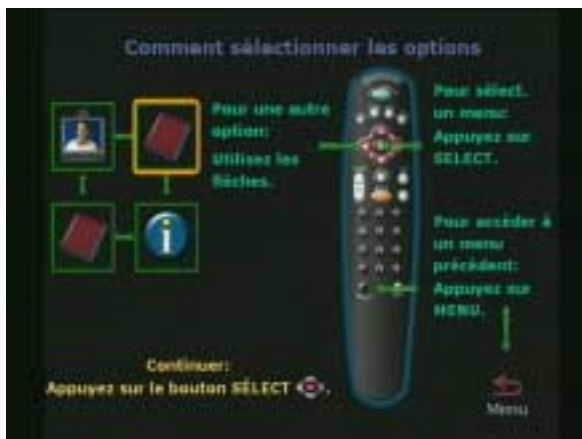 Comment sélectionner les options
Pour une autre
option:
Utilisez les
flèches.
Pour sélect.
un menu:
Appuyez sur
SELECT.
Pour accéder à
un menu
précédent:
Appuyez sur
MENU.
Continuer:
Appuyez sur le bouton SÉLECT .
Menu